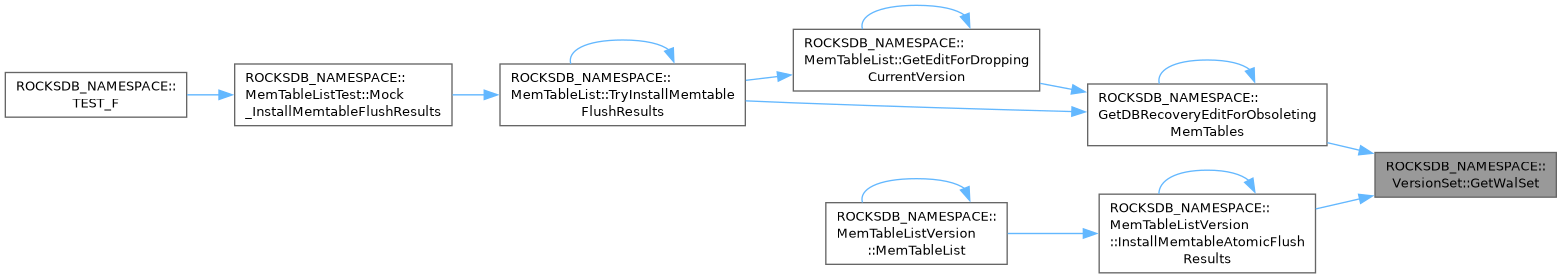 ROCKSDB_NAMESPACE::
TEST_F
ROCKSDB_NAMESPACE::
MemTableListTest::Mock
_InstallMemtableFlushResults
ROCKSDB_NAMESPACE::
MemTableList::TryInstallMemtable
FlushResults
ROCKSDB_NAMESPACE::
MemTableList::GetEditForDropping
CurrentVersion
ROCKSDB_NAMESPACE::
GetDBRecoveryEditForObsoleting
MemTables
ROCKSDB_NAMESPACE::
VersionSet::GetWalSet
ROCKSDB_NAMESPACE::
MemTableListVersion
::MemTableList
ROCKSDB_NAMESPACE::
MemTableListVersion
::InstallMemtableAtomicFlush
Results